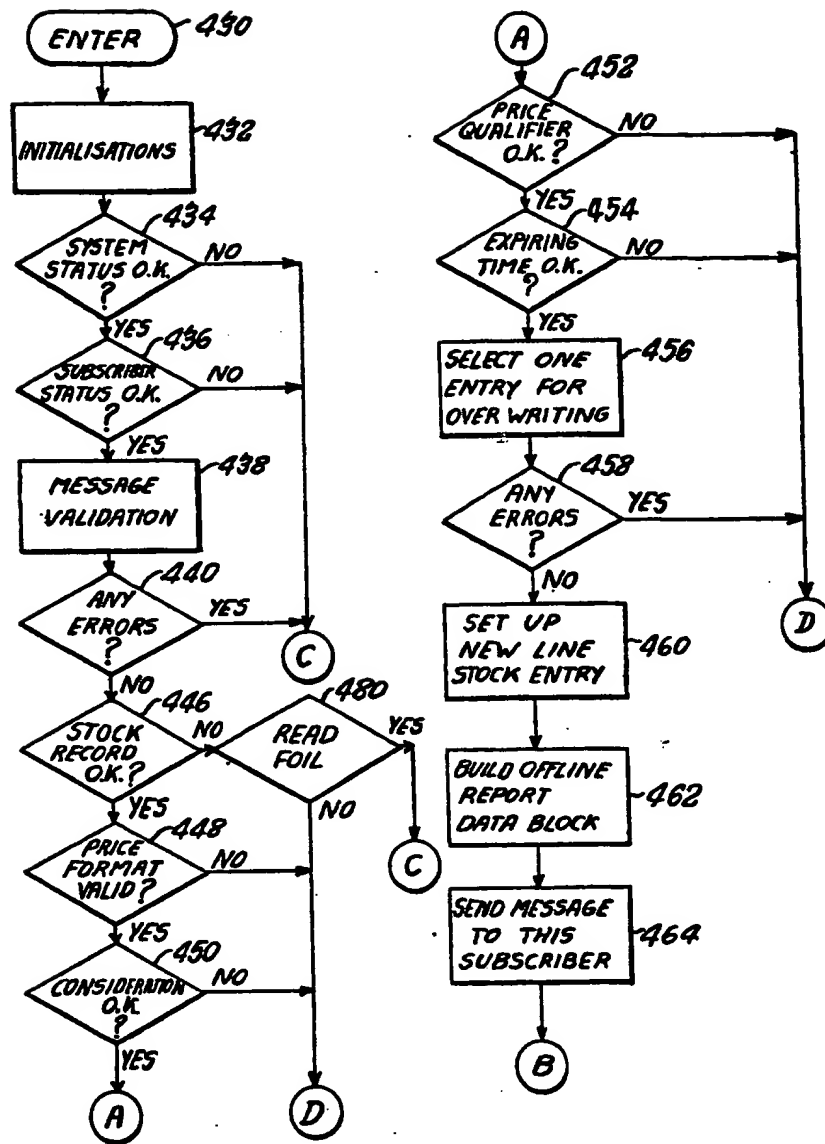 ENTER
430
INITIALISATIONS
432
434
SYSTEM
STATUS O.K.
?
NO
YES
436
SUBSCRIBER
STATUS O.K.
?
NO
YES
438
MESSAGE
VALIDATION
440
ANY
ERRORS
?
YES
C
NO
446
STOCK
RECORD
O.K.?
NO
480
READ
FOIL
YES
NO
C
YES
448
PRICE
FORMAT
VALID?
NO
YES
450
CONSIDERATION
O.K.
?
NO
YES
A
D
A
452
PRICE
QUALIFIER
O.K.?
NO
YES
454
EXPIRING
TIME O.K.
?
NO
YES
SELECT ONE
ENTRY FOR
OVER WRITING
456
458
ANY
ERRORS
?
YES
NO
D
SET UP
NEW LINE
STOCK ENTRY
460
BUILD OFFLINE
REPORT
DATA BLOCK
462
SEND MESSAGE
TO THIS
SUBSCRIBER
464
B